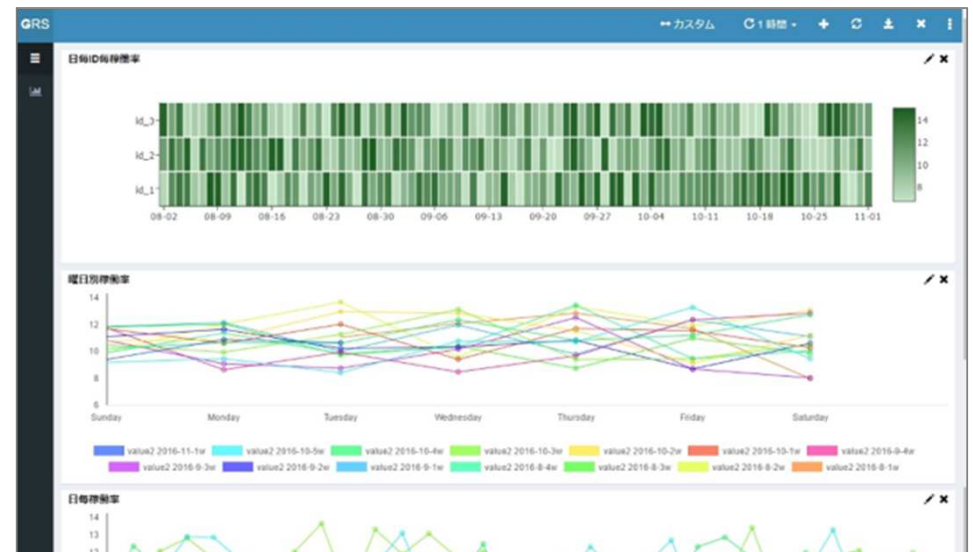 GRS
カスタム 1時間
日毎ID毎稼働率
id_3
id_2
id_1
14
12
10
8
08-02 08-09 08-16 08-23 08-30 09-06 09-13 09-20 09-27 10-04 10-11 10-18 10-25 11-01
曜日別稼働率
14
12
10
8
6
Sunday Monday Tuesday Wednesday Thursday Friday Saturday
value2 2016-11-1w value2 2016-10-5w value2 2016-10-4w value2 2016-10-3w value2 2016-10-2w value2 2016-10-1w value2 2016-9-4w
value2 2016-9-3w value2 2016-9-2w value2 2016-9-1w value2 2016-8-4w value2 2016-8-3w value2 2016-8-2w value2 2016-8-1w
日毎稼働率
14
13